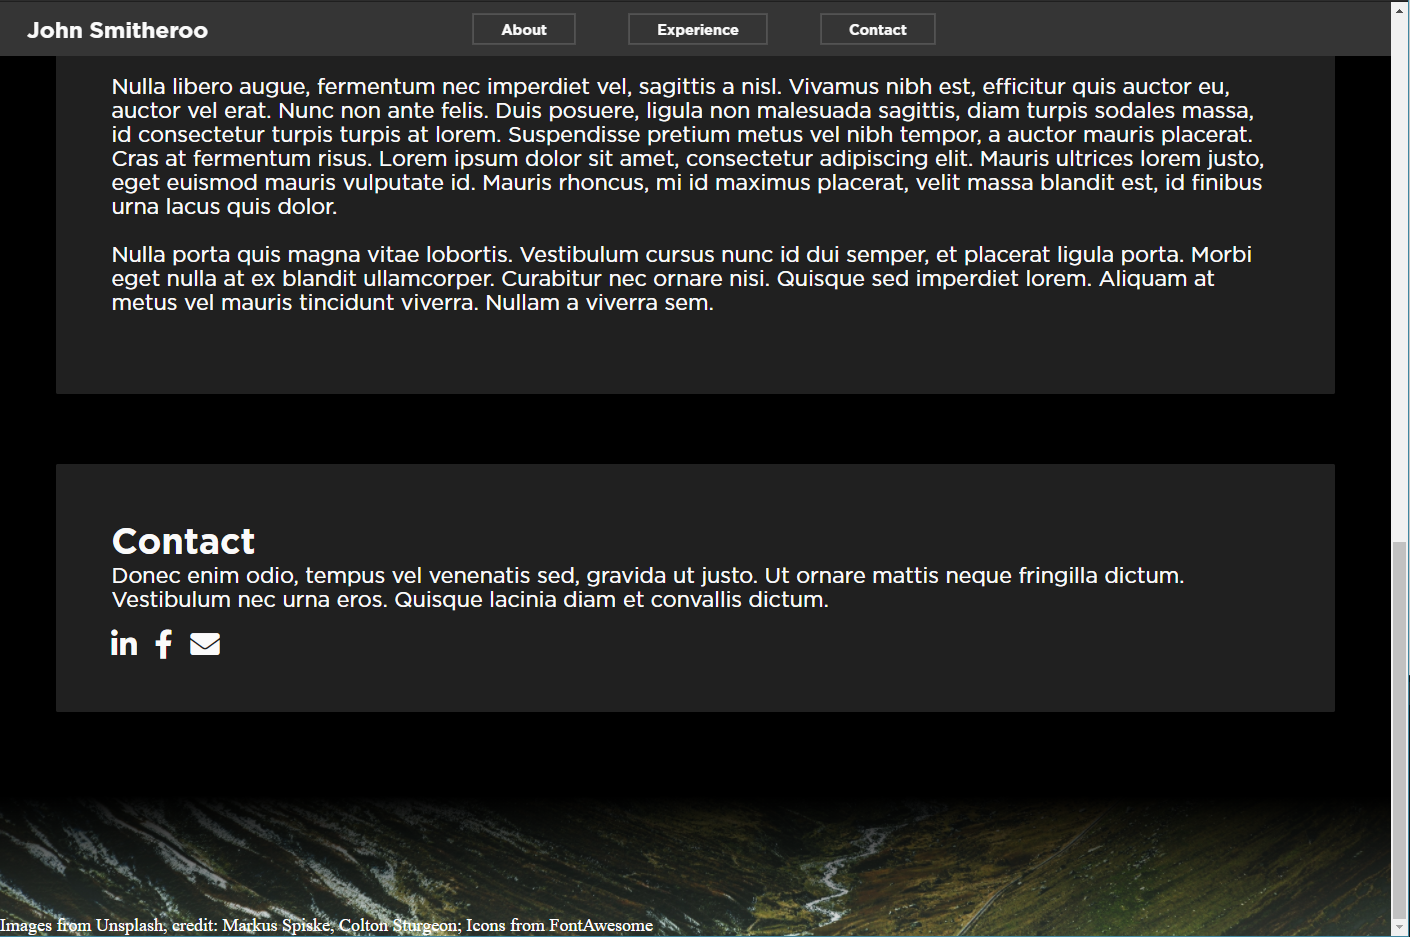 John Smitheroo
About
Experience
Contact
Nulla libero augue, fermentum nec imperdiet vel, sagittis a nisl. Vivamus nibh est, efficitur quis auctor eu,
auctor vel erat. Nunc non ante felis. Duis posuere, ligula non malesuada sagittis, diam turpis sodales massa,
id consectetur turpis turpis at lorem. Suspendisse pretium metus vel nibh tempor, a auctor mauris placerat.
Cras at fermentum risus. Lorem ipsum dolor sit amet, consectetur adipiscing elit. Mauris ultrices lorem justo,
eget euismod mauris vulputate id. Mauris rhoncus, mi id maximus placerat, velit massa blandit est, id finibus
urna lacus quis dolor.
Nulla porta quis magna vitae lobortis. Vestibulum cursus nunc id dui semper, et placerat ligula porta. Morbi
eget nulla at ex blandit ullamcorper. Curabitur nec ornare nisi. Quisque sed imperdiet lorem. Aliquam at
metus vel mauris tincidunt viverra. Nullam a viverra sem.
Contact
Donec enim odio, tempus vel venenatis sed, gravida ut justo. Ut ornare mattis neque fringilla dictum.
Vestibulum nec urna eros. Quisque lacinia diam et convallis dictum.
Images from Unsplash, credit: Markus Spiske, Colton Sturgeon; Icons from FontAwesome